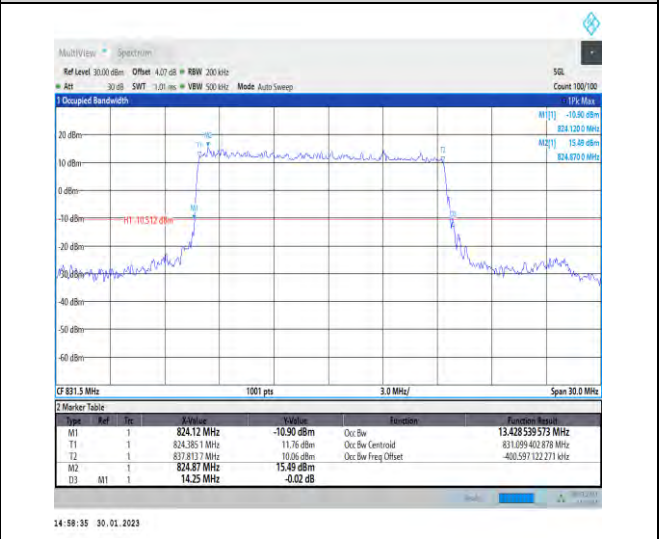 MultiView Spectrum
Ref Level 30.00 dBm Offset 4.07 dB RBW 200 kHz SGL
Att 30 dB SWT 1.01 ms VBW 500 kHz Mode Auto Sweep Count 100/100
1 Occupied Bandwidth 1Pk Max
M1[1] -10.90 dBm
824.120 0 MHz
M2[1] 15.49 dBm
824.870 0 MHz
20 dBm
10 dBm
0 dBm
-10 dBm
H1 -10.512 dBm
-20 dBm
-30 dBm
-40 dBm
-50 dBm
-60 dBm
T1 M2 T2
M1
D3
CF 831.5 MHz 1001 pts 3.0 MHz/ Span 30.0 MHz
2 Marker Table
Type Ref Trc X-Value Y-Value Function Function Result
M1 1 824.12 MHz -10.90 dBm Occ Bw 13.428 539 573 MHz
T1 1 824.385 1 MHz 11.76 dBm Occ Bw Centroid 831.099 402 878 MHz
T2 1 837.813 7 MHz 10.06 dBm Occ Bw Freq Offset -400.597 122 271 kHz
M2 1 824.87 MHz 15.49 dBm
D3 M1 1 14.25 MHz -0.02 dB
14:58:35 30.01.2023